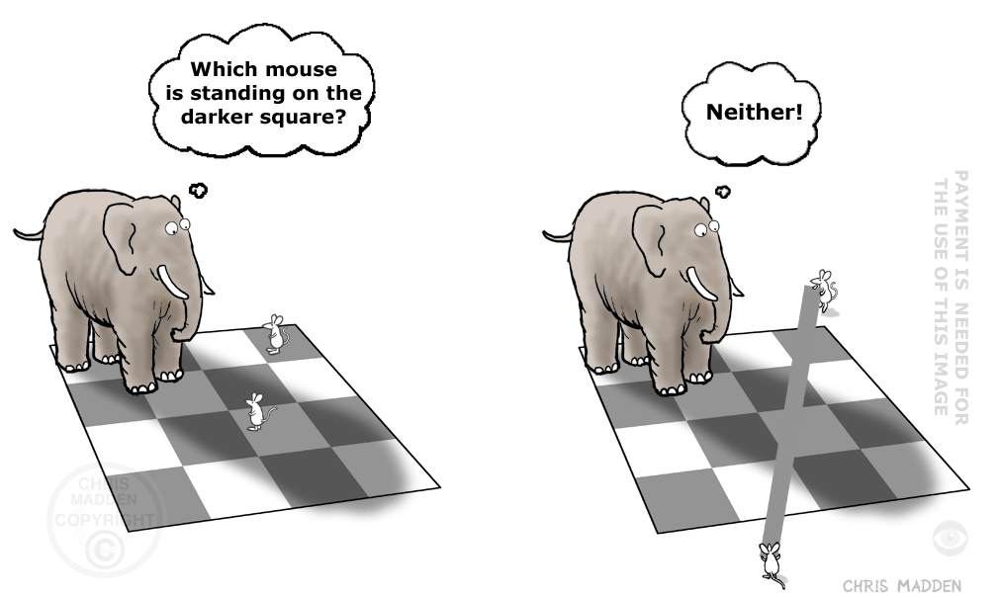 Which mouse
is standing on the
darker square?
Neither!
PAYMENT IS NEEDED FOR
THE USE OF THIS IMAGE
CHRIS
MADDEN
COPYRIGHT
©
CHRIS MADDEN